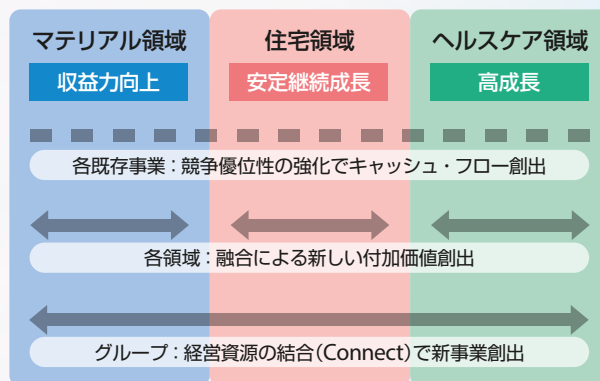 マテリアル領域
住宅領域
ヘルスケア領域
収益力向上
安定継続成長
高成長
各既存事業：競争優位性の強化でキャッシュ・フロー創出
各領域：融合による新しい付加価値創出
グループ：経営資源の結合（Connect）で新事業創出